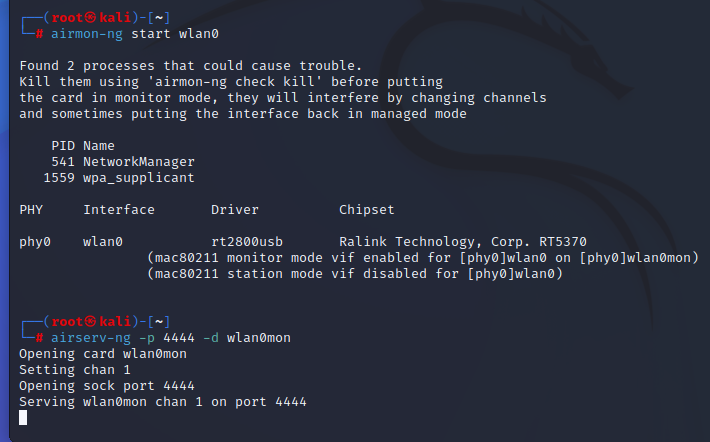 ┌──(root㉿kali)-[~]
└─# airmon-ng start wlan0
Found 2 processes that could cause trouble.
Kill them using 'airmon-ng check kill' before putting
the card in monitor mode, they will interfere by changing channels
and sometimes putting the interface back in managed mode
PID Name
541 NetworkManager
1559 wpa_supplicant
PHY Interface Driver Chipset
phy0 wlan0 rt2800usb Ralink Technology, Corp. RT5370
(mac80211 monitor mode vif enabled for [phy0]wlan0 on [phy0]wlan0mon)
(mac80211 station mode vif disabled for [phy0]wlan0)
┌──(root㉿kali)-[~]
└─# airserv-ng -p 4444 -d wlan0mon
Opening card wlan0mon
Setting chan 1
Opening sock port 4444
Serving wlan0mon chan 1 on port 4444